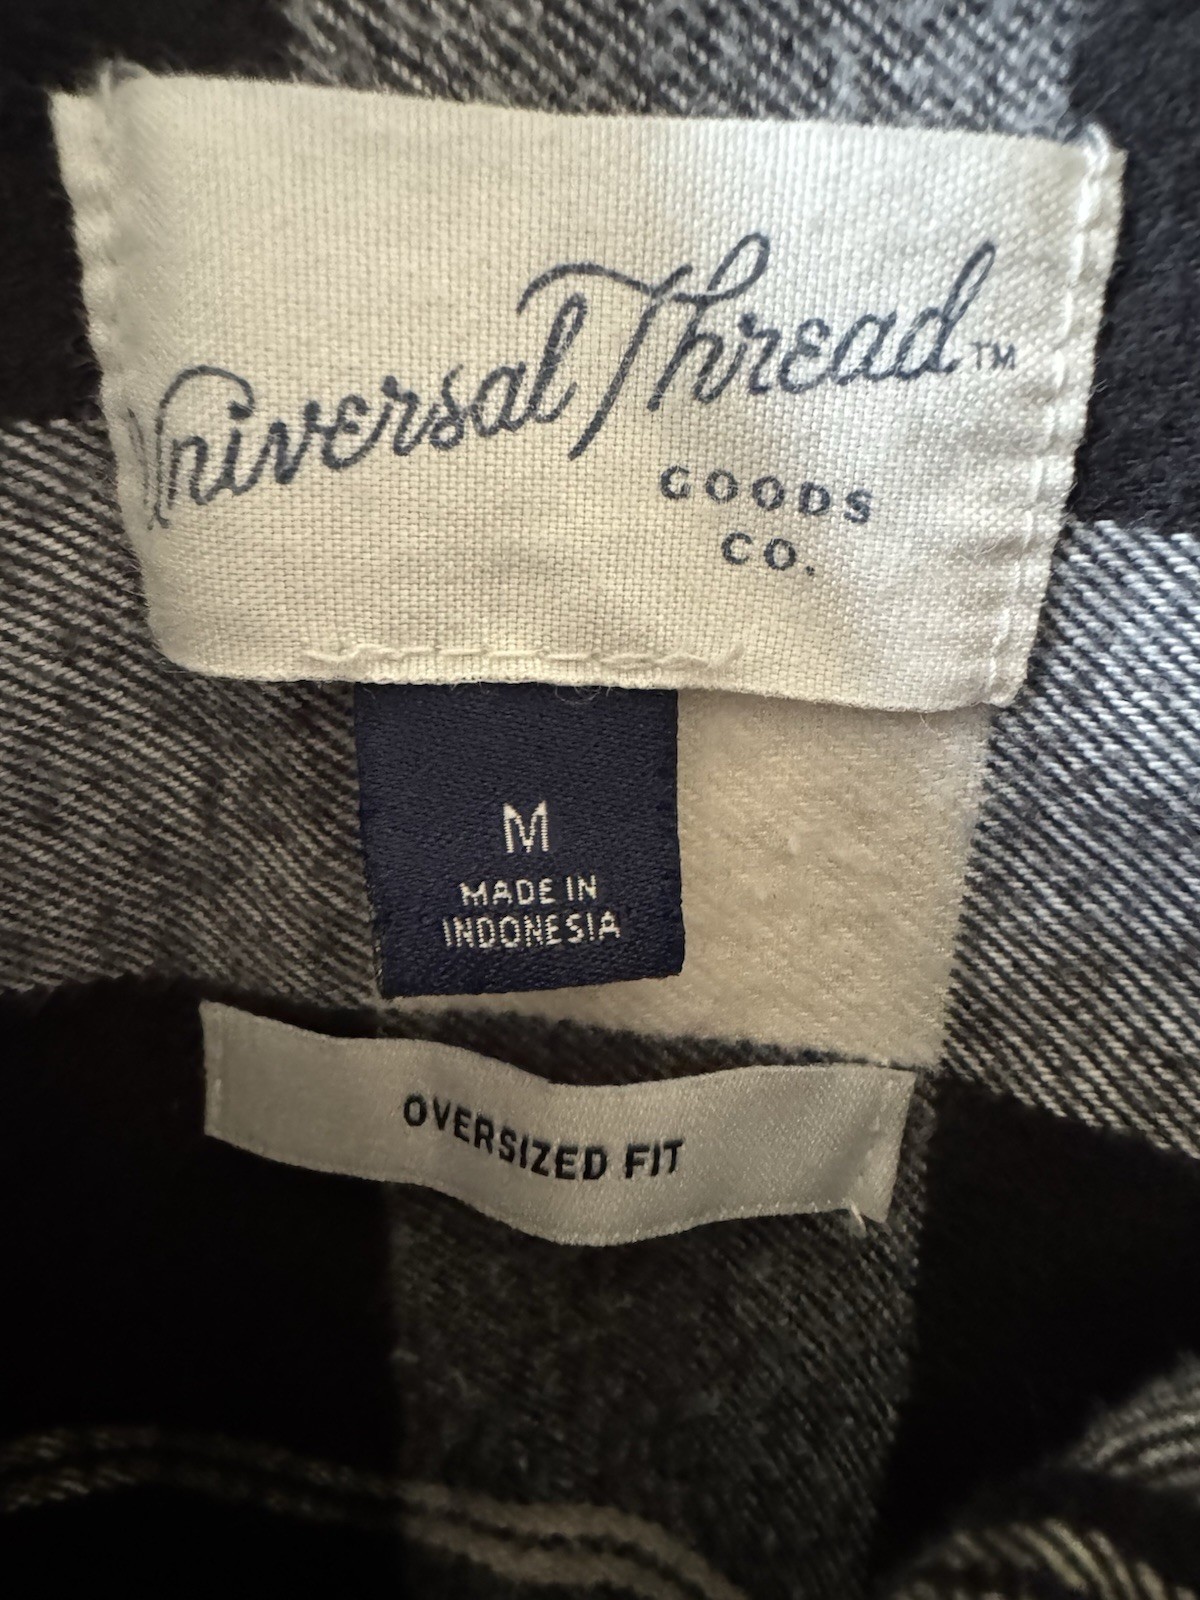 Universal Thread™
GOODS
CO.
M
MADE IN
INDONESIA
OVERSIZED FIT